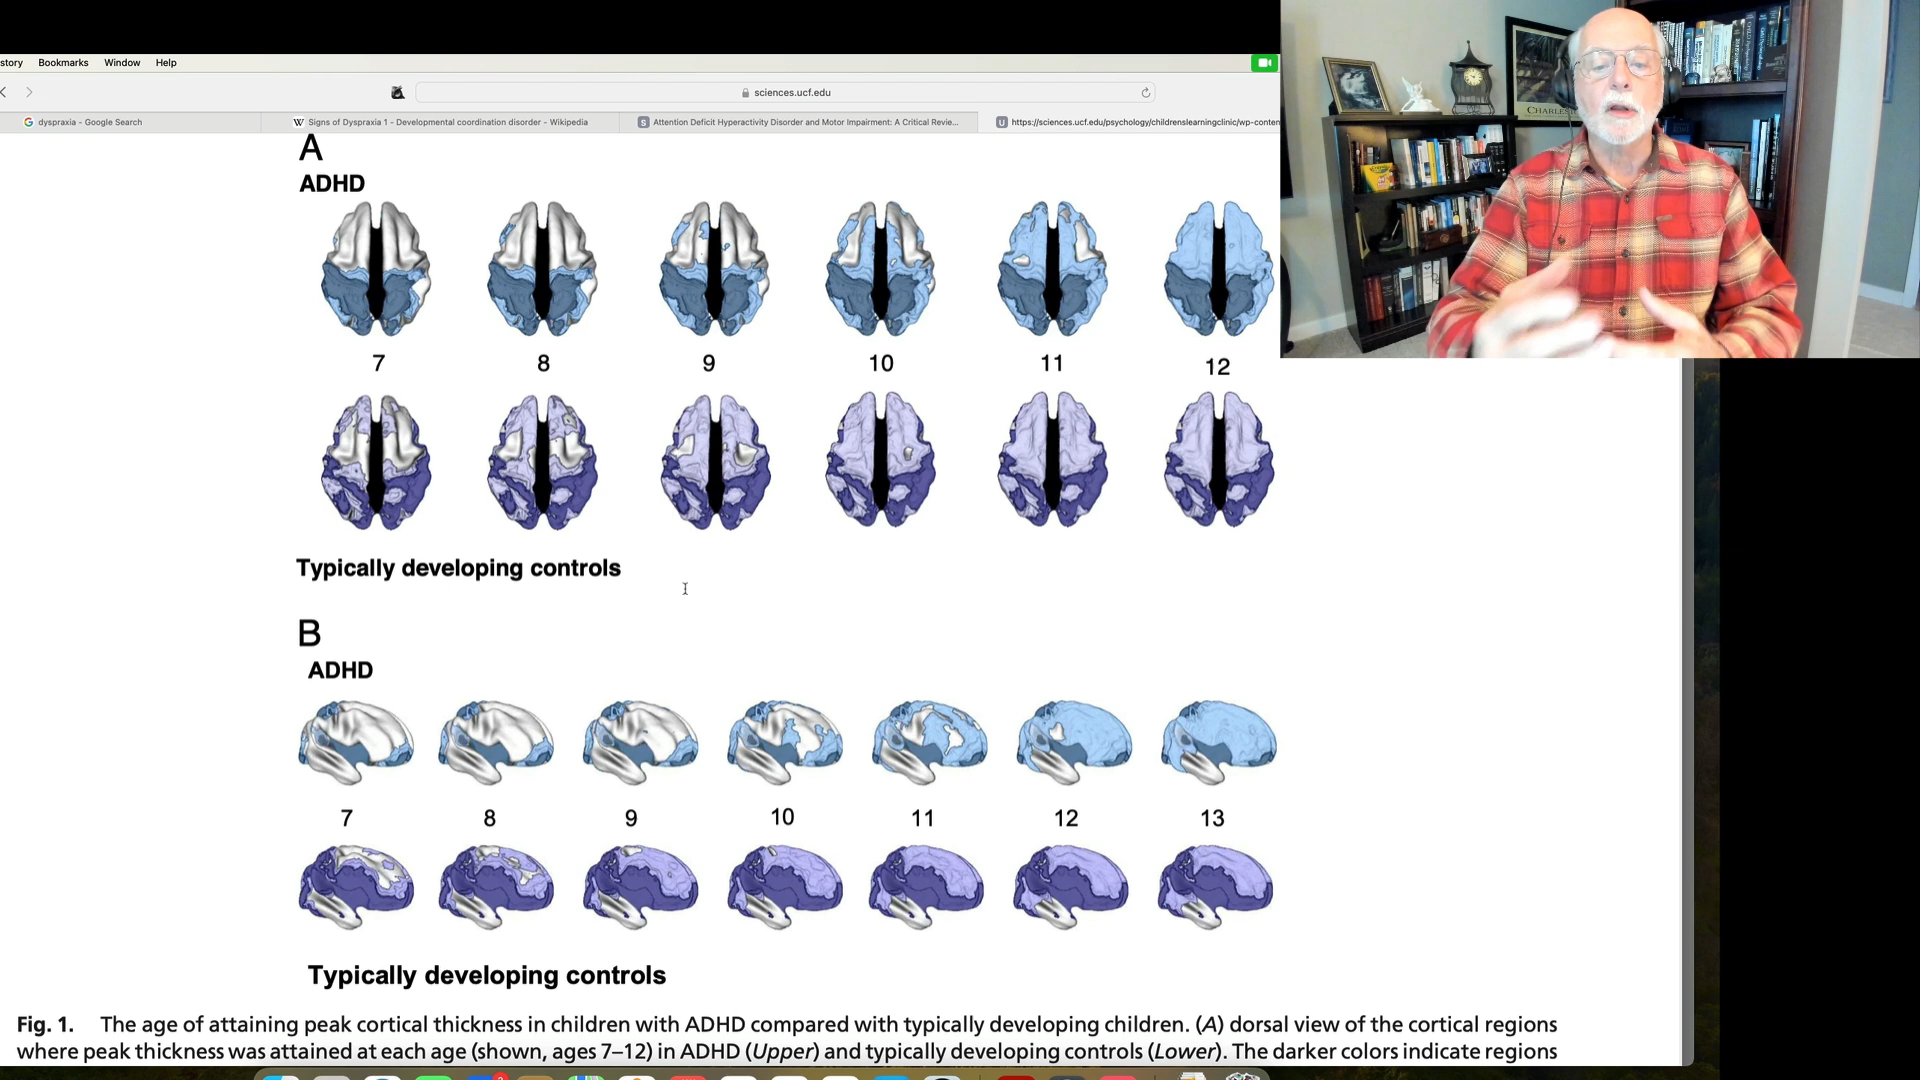 story Bookmarks Window Help
sciences.ucf.edu
dyspraxia - Google Search
Signs of Dyspraxia 1 - Developmental coordination disorder - Wikipedia
Attention Deficit Hyperactivity Disorder and Motor Impairment: A Critical Revie...
https://sciences.ucf.edu/psychology/childrenslearningclinic/wp-conten
CHARLES
A
ADHD
7 8 9 10 11 12
Typically developing controls
B
ADHD
7 8 9 10 11 12 13
Typically developing controls
Fig. 1. The age of attaining peak cortical thickness in children with ADHD compared with typically developing children. (A) dorsal view of the cortical regions
where peak thickness was attained at each age (shown, ages 7–12) in ADHD (Upper) and typically developing controls (Lower). The darker colors indicate regions